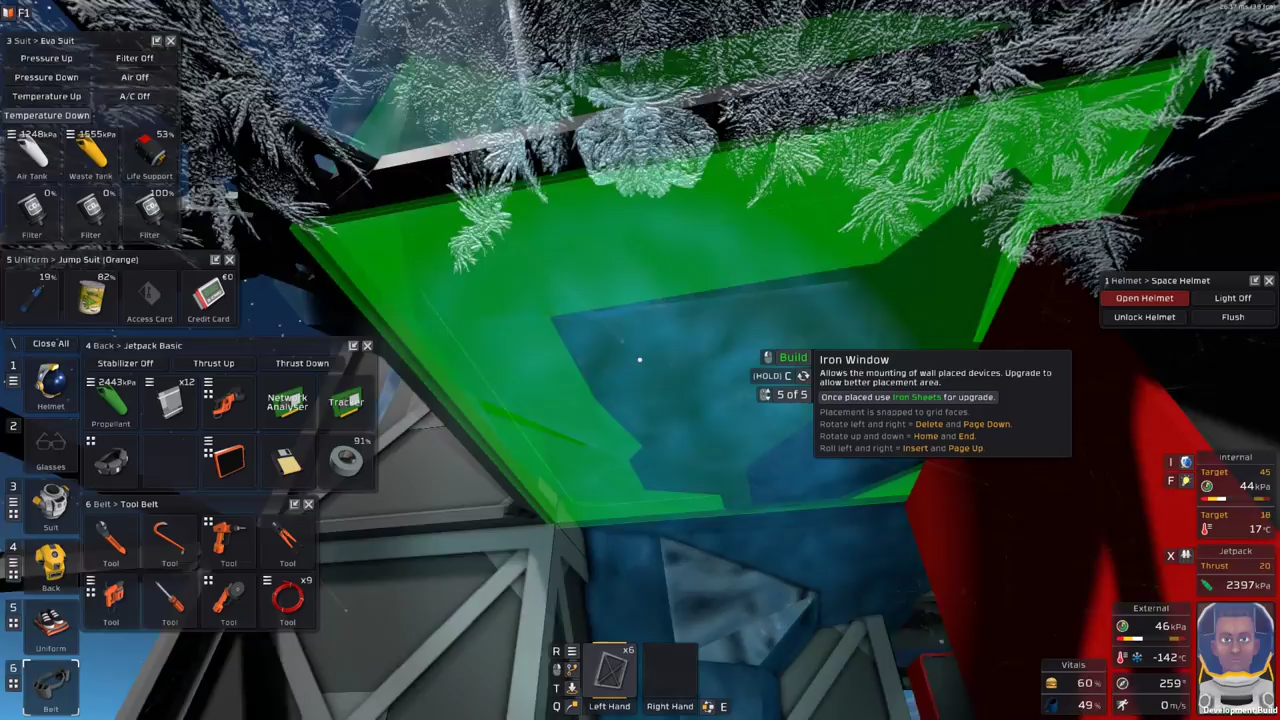 F1
3 Suit > Eva Suit
Pressure Up Filter Off
Pressure Down Air Off
Temperature Up A/C Off
Temperature Down
1248kPa 1555kPa 53%
Air Tank Waste Tank Life Support
0% 0% 100%
Filter Filter Filter
5 Uniform > Jump Suit (Orange)
19% 82% €0
Access Card Credit Card
\ Close All
4 Back > Jetpack Basic
Stabilizer Off Thrust Up Thrust Down
1
Helmet
2443kPa x12
Network Analyser
Tracker
Propellant
2
Glasses
91%
3
Suit
6 Belt > Tool Belt
Tool Tool Tool Tool
4
Back
x9
Tool Tool Tool Tool
5
Uniform
6
Belt
Build
(HOLD) C
5 of 5
Iron Window
Allows the mounting of wall placed devices. Upgrade to
allow better placement area.
Once placed use Iron Sheets for upgrade.
Placement is snapped to grid faces.
Rotate left and right = Delete and Page Down.
Rotate up and down = Home and End.
Roll left and right = Insert and Page Up.
1 Helmet > Space Helmet
Open Helmet Light Off
Unlock Helmet Flush
R
T
Q
x6
Left Hand Right Hand E
I
F
Internal
Target 45
44kPa
Target 18
17°C
X
Jetpack
Thrust 20
2397kPa
External
46kPa
-142°C
259°
0m/s
Vitals
60%
49%
Development Build